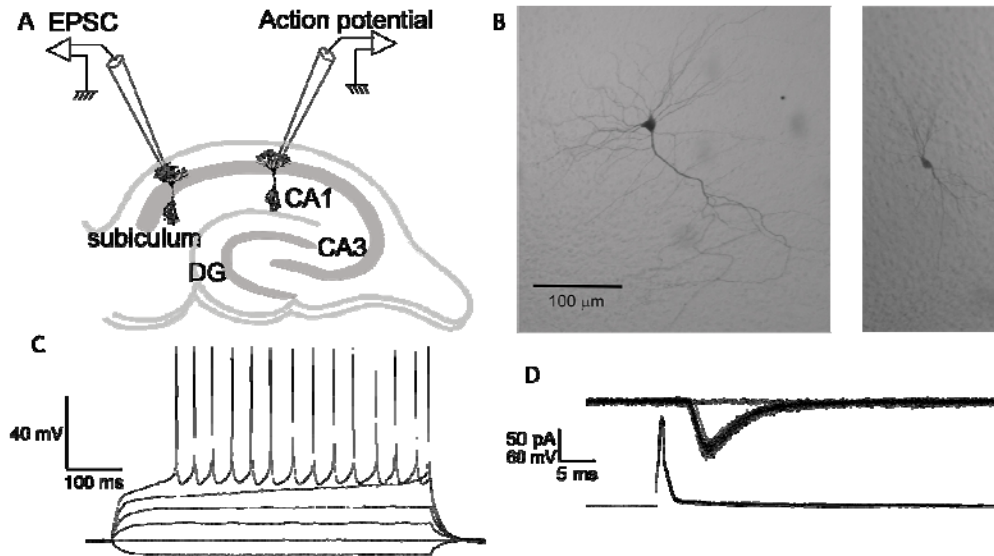 A EPSC
Action potential
CA1
subiculum
CA3
DG
B
100 μm
C
40 mV
100 ms
D
50 pA
60 mV
5 ms